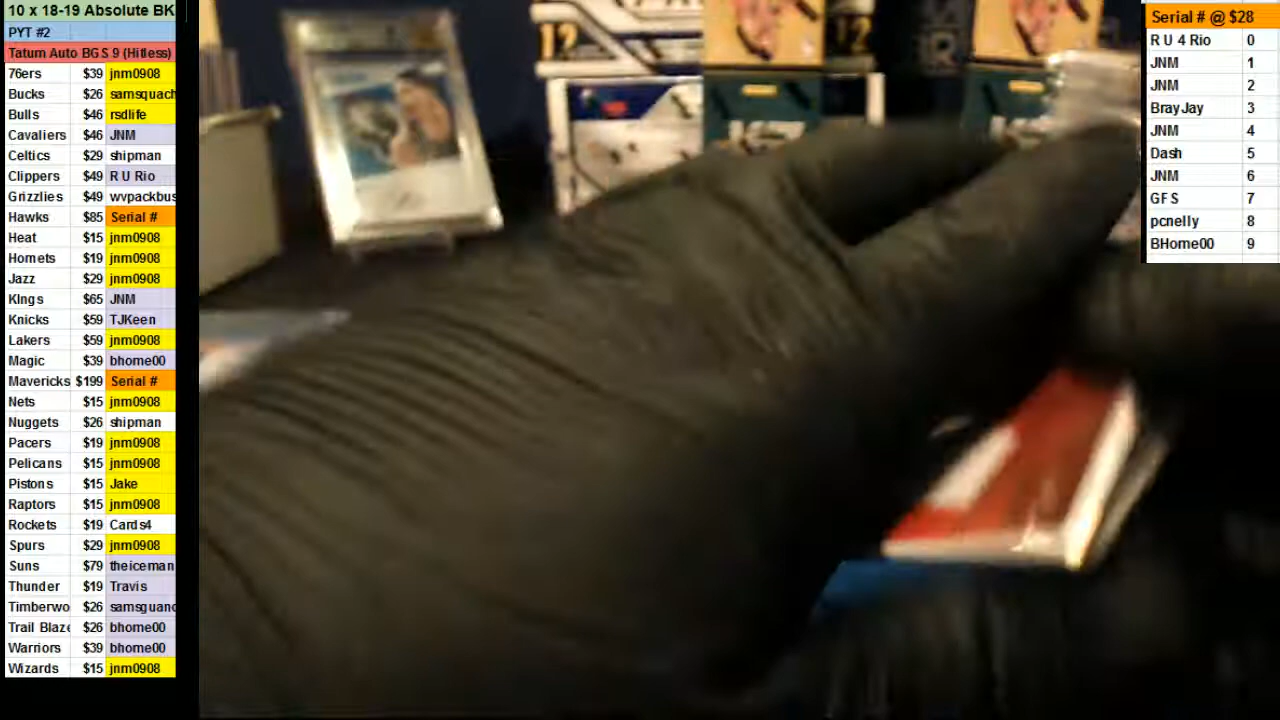 10 x 18-19 Absolute BK
PYT #2
Tatum Auto BGS 9 (Hitless)
76ers $39 jnm0908
Bucks $26 samsquach
Bulls $46 rsdlife
Cavaliers $46 JNM
Celtics $29 shipman
Clippers $49 R U Rio
Grizzlies $49 wvpackbus
Hawks $85 Serial #
Heat $15 jnm0908
Hornets $19 jnm0908
Jazz $29 jnm0908
KIngs $65 JNM
Knicks $59 TJKeen
Lakers $59 jnm0908
Magic $39 bhome00
Mavericks $199 Serial #
Nets $15 jnm0908
Nuggets $26 shipman
Pacers $19 jnm0908
Pelicans $15 jnm0908
Pistons $15 Jake
Raptors $15 jnm0908
Rockets $19 Cards4
Spurs $29 jnm0908
Suns $79 theiceman
Thunder $19 Travis
Timberwo $26 samsguanc
Trail Blaze $26 bhome00
Warriors $39 bhome00
Wizards $15 jnm0908
Serial # @ $28
R U 4 Rio 0
JNM 1
JNM 2
BrayJay 3
JNM 4
Dash 5
JNM 6
GFS 7
pcnelly 8
BHome00 9
12
12